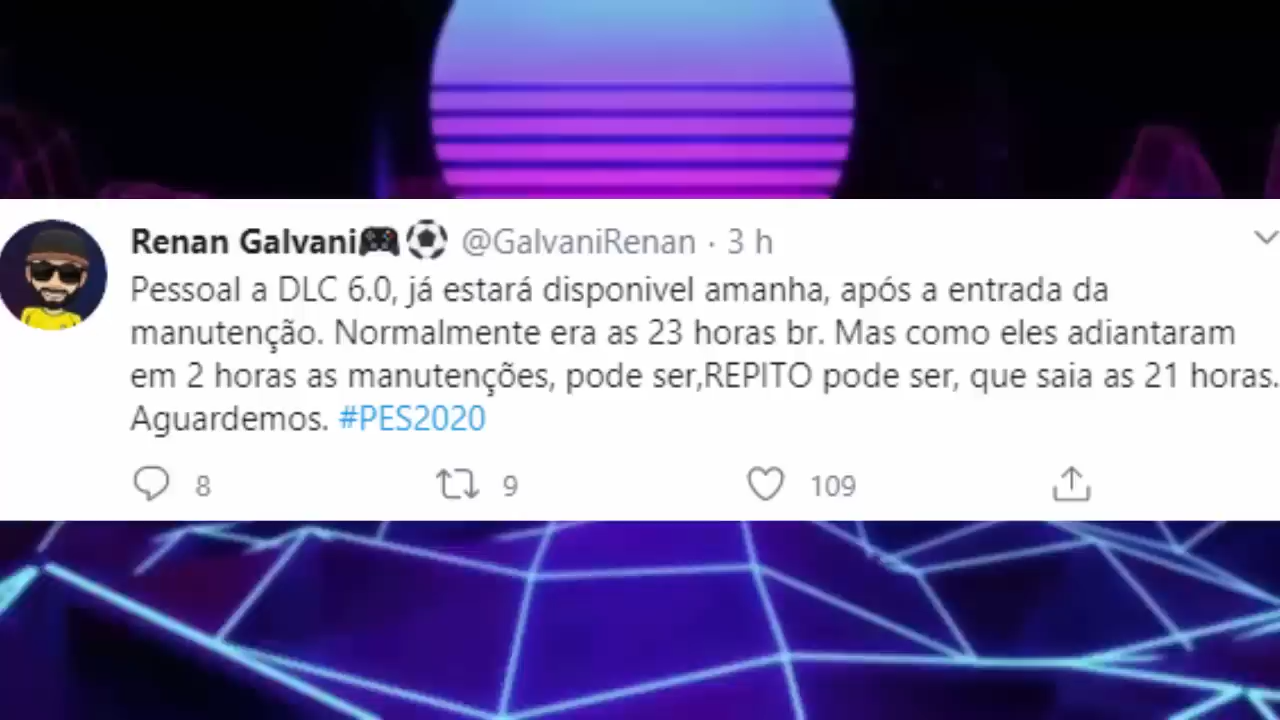 Renan Galvani🎮⚽ @GalvaniRenan · 3 h
Pessoal a DLC 6.0, já estará disponivel amanha, após a entrada da
manutenção. Normalmente era as 23 horas br. Mas como eles adiantaram
em 2 horas as manutenções, pode ser,REPITO pode ser, que saia as 21 horas.
Aguardemos. #PES2020
8 9 109